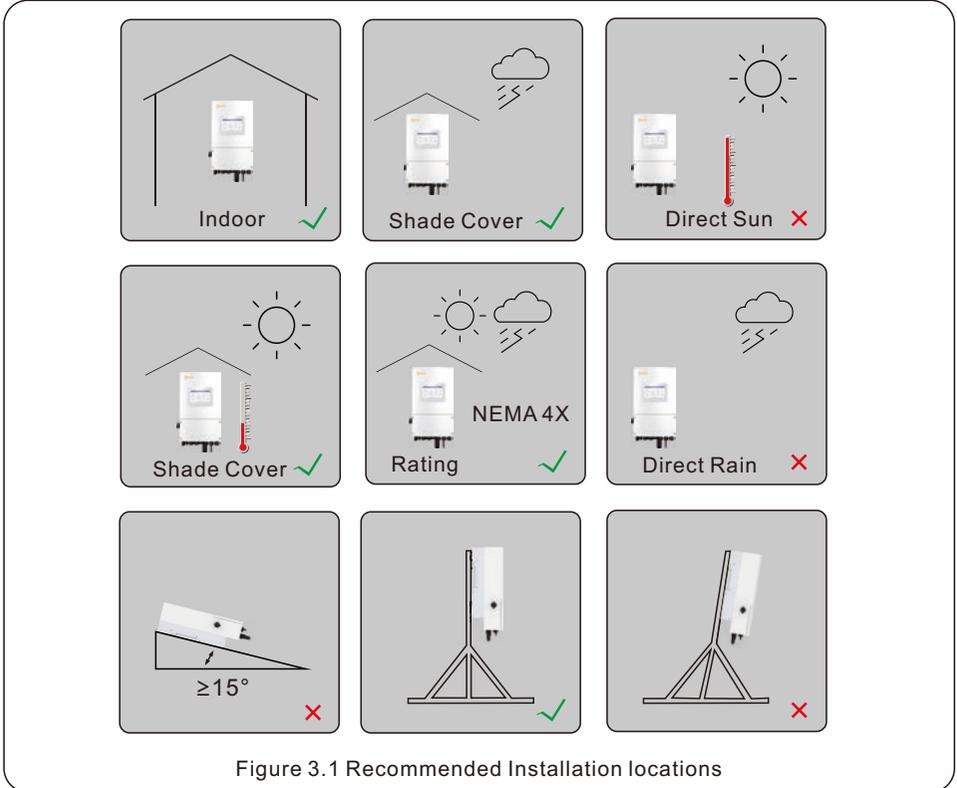 Indoor
Shade Cover
Direct Sun
Shade Cover
NEMA 4X
Rating
Direct Rain
≥15°
Figure 3.1 Recommended Installation locations